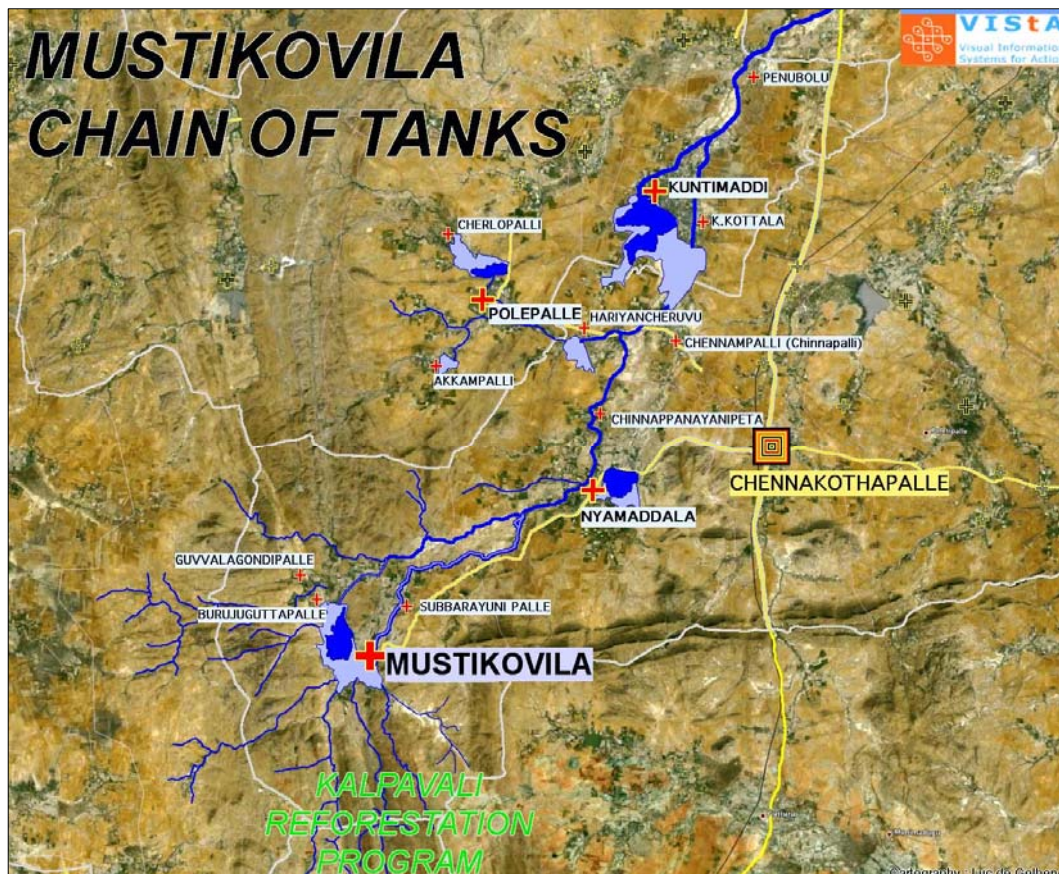 MUSTIKOVILA
CHAIN OF TANKS
VIStA
Visual Information
Systems for Action
PENUBOLU
KUNTIMADDI
K.KOTTALA
CHERLOPALLI
POLEPALLE
HARIYANCHERUVU
CHENNAMPALLI (Chinnapalli)
AKKAMPALLI
CHINNAPPANAYANIPETA
CHENNAKOTHAPALLE
NYAMADDALA
GUVVALAGONDIPALLE
BURUJUGUTTAPALLE
SUBBARAYUNI PALLE
MUSTIKOVILA
KALPAVALI
REFORESTATION
PROGRAM